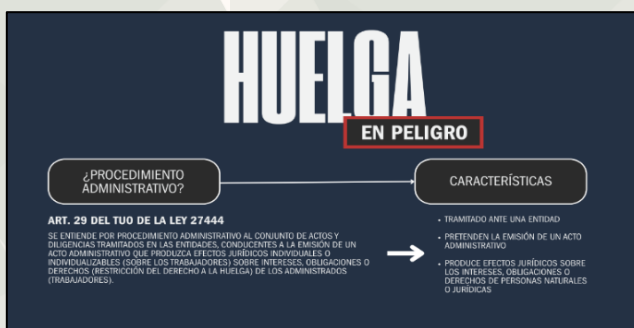 HUELGA
EN PELIGRO
¿PROCEDIMIENTO
ADMINISTRATIVO?
CARACTERÍSTICAS
ART. 29 DEL TUO DE LA LEY 27444
SE ENTIENDE POR PROCEDIMIENTO ADMINISTRATIVO AL CONJUNTO DE ACTOS Y
DILIGENCIAS TRAMITADOS EN LAS ENTIDADES, CONDUCENTES A LA EMISIÓN DE UN
ACTO ADMINISTRATIVO QUE PRODUZCA EFECTOS JURÍDICOS INDIVIDUALES O
INDIVIDUALIZABLES (SOBRE LOS TRABAJADORES) SOBRE INTERESES, OBLIGACIONES O
DERECHOS (RESTRICCIÓN DEL DERECHO A LA HUELGA) DE LOS ADMINISTRADOS
(TRABAJADORES).
• TRAMITADO ANTE UNA ENTIDAD
• PRETENDEN LA EMISIÓN DE UN ACTO
ADMINISTRATIVO
• PRODUCE EFECTOS JURÍDICOS SOBRE
LOS INTERESES, OBLIGACIONES O
DERECHOS DE PERSONAS NATURALES
O JURÍDICAS